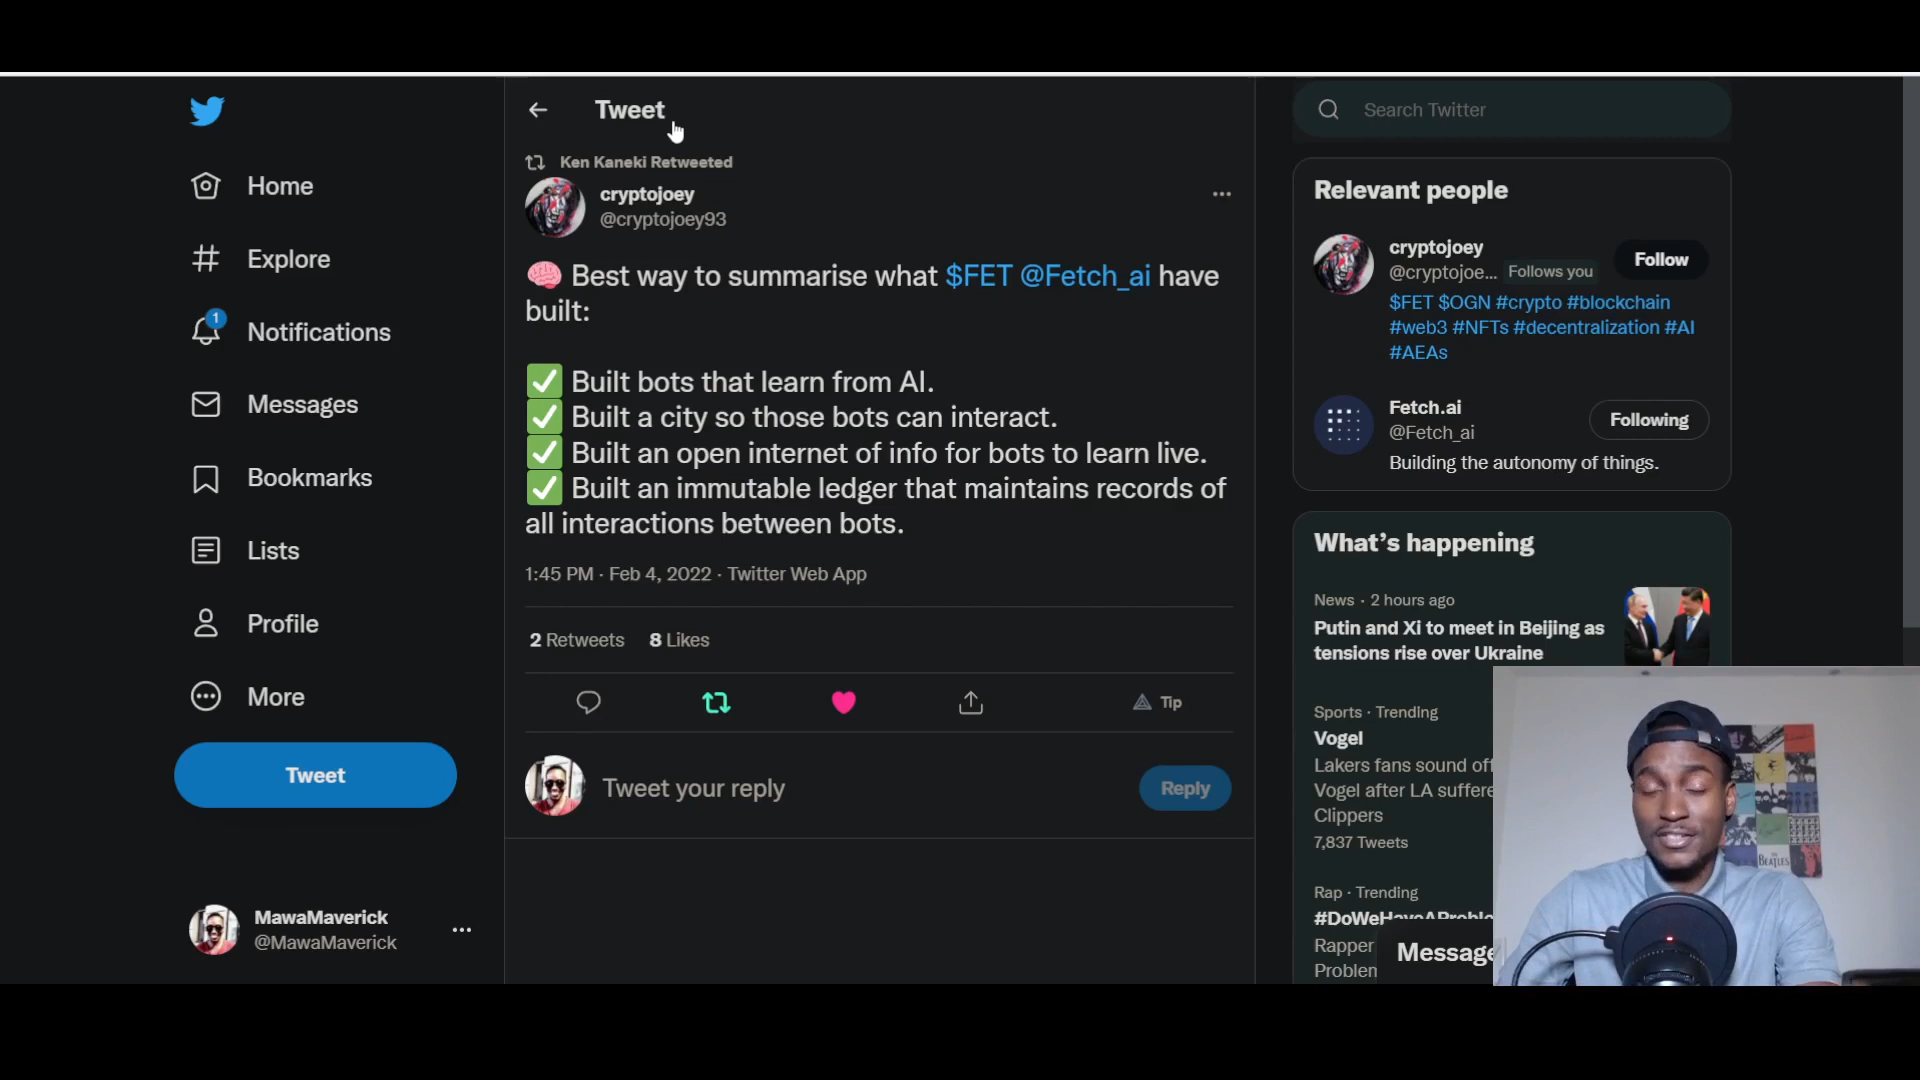 Home
Explore
1
Notifications
Messages
Bookmarks
Lists
Profile
More
Tweet
MawaMaverick
@MawaMaverick
Tweet
Ken Kaneki Retweeted
cryptojoey
@cryptojoey93
🧠 Best way to summarise what $FET @Fetch_ai have
built:
✅ Built bots that learn from AI.
✅ Built a city so those bots can interact.
✅ Built an open internet of info for bots to learn live.
✅ Built an immutable ledger that maintains records of
all interactions between bots.
1:45 PM · Feb 4, 2022 · Twitter Web App
2 Retweets 8 Likes
Tip
Tweet your reply
Reply
Search Twitter
Relevant people
cryptojoey
@cryptojoe... Follows you
Follow
$FET $OGN #crypto #blockchain
#web3 #NFTs #decentralization #AI
#AEAs
Fetch.ai
@Fetch_ai
Following
Building the autonomy of things.
What's happening
News · 2 hours ago
Putin and Xi to meet in Beijing as
tensions rise over Ukraine
Sports · Trending
Vogel
Lakers fans sound off
Vogel after LA suffere
Clippers
7,837 Tweets
Rap · Trending
Rapper
Problem
Message
THE BEATLES